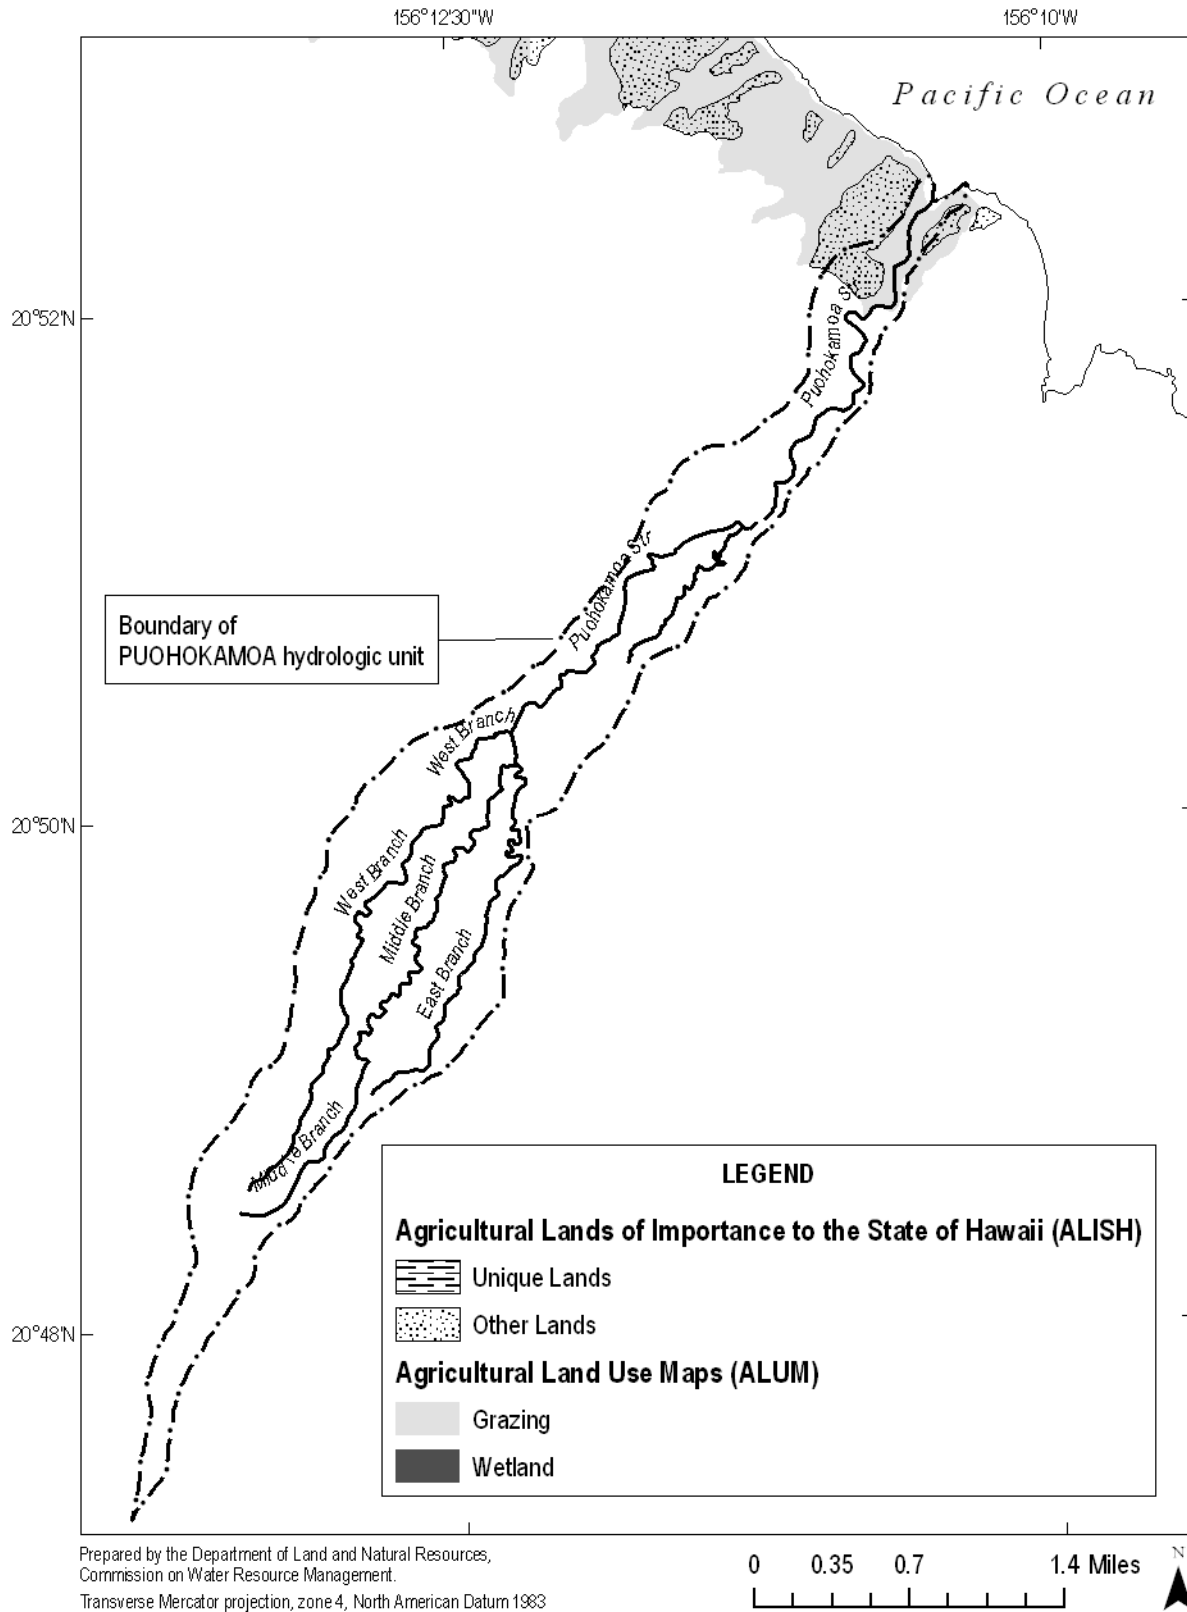 156°12'30"W
156°10'W
Pacific Ocean
20°52'N
Puohokamoa Str
Puohokamoa Str
Boundary of
PUOHOKAMOA hydrologic unit
West Branch
20°50'N
West Branch
Middle Branch
East Branch
Middle Branch
LEGEND
Agricultural Lands of Importance to the State of Hawaii (ALISH)
Unique Lands
Other Lands
20°48'N
Agricultural Land Use Maps (ALUM)
Grazing
Wetland
Prepared by the Department of Land and Natural Resources,
Commission on Water Resource Management.
Transverse Mercator projection, zone 4, North American Datum 1983
0 0.35 0.7 1.4 Miles
N